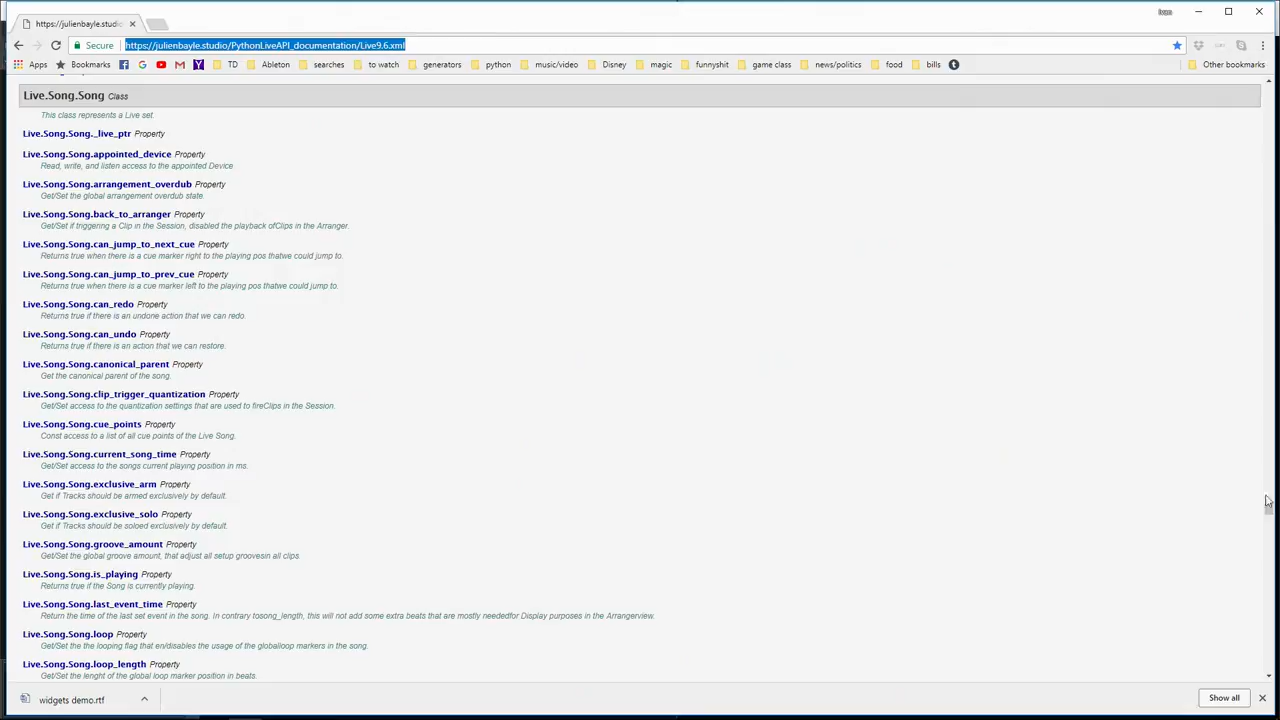 https://julienbayle.studio
Ivan
Secure
https://julienbayle.studio/PythonLiveAPI_documentation/Live9.6.xml
Apps Bookmarks TD Ableton searches to watch generators python music/video Disney magic funnyshit game class news/politics food bills Other bookmarks
Live.Song.Song Class
This class represents a Live set.
Live.Song.Song._live_ptr Property
Live.Song.Song.appointed_device Property
Read, write, and listen access to the appointed Device
Live.Song.Song.arrangement_overdub Property
Get/Set the global arrangement overdub state.
Live.Song.Song.back_to_arranger Property
Get/Set if triggering a Clip in the Session, disabled the playback ofClips in the Arranger.
Live.Song.Song.can_jump_to_next_cue Property
Returns true when there is a cue marker right to the playing pos thatwe could jump to.
Live.Song.Song.can_jump_to_prev_cue Property
Returns true when there is a cue marker left to the playing pos thatwe could jump to.
Live.Song.Song.can_redo Property
Returns true if there is an undone action that we can redo.
Live.Song.Song.can_undo Property
Returns true if there is an action that we can restore.
Live.Song.Song.canonical_parent Property
Get the canonical parent of the song.
Live.Song.Song.clip_trigger_quantization Property
Get/Set access to the quantization settings that are used to fireClips in the Session.
Live.Song.Song.cue_points Property
Const access to a list of all cue points of the Live Song.
Live.Song.Song.current_song_time Property
Get/Set access to the songs current playing position in ms.
Live.Song.Song.exclusive_arm Property
Get if Tracks should be armed exclusively by default.
Live.Song.Song.exclusive_solo Property
Get if Tracks should be soloed exclusively by default.
Live.Song.Song.groove_amount Property
Get/Set the global groove amount, that adjust all setup groovesin all clips.
Live.Song.Song.is_playing Property
Returns true if the Song is currently playing.
Live.Song.Song.last_event_time Property
Return the time of the last set event in the song. In contrary tosong_length, this will not add some extra beats that are mostly neededfor Display purposes in the Arrangerview.
Live.Song.Song.loop Property
Get/Set the the looping flag that en/disables the usage of the globalloop markers in the song.
Live.Song.Song.loop_length Property
Get/Set the lenght of the global loop marker position in beats.
widgets demo.rtf
Show all